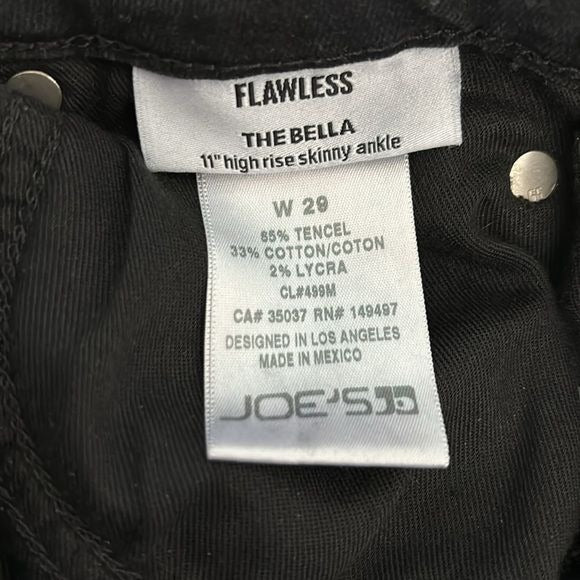 FLAWLESS
THE BELLA
11" high rise skinny ankle
W 29
65% TENCEL
33% COTTON/COTON
2% LYCRA
CL#499M
CA# 35037 RN# 149497
DESIGNED IN LOS ANGELES
MADE IN MEXICO
JOE'S